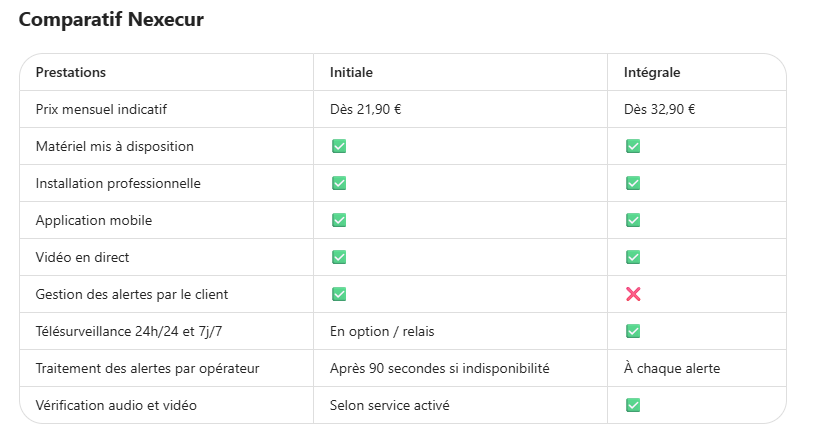 Comparatif Nexecur
Prestations Initiale Intégrale
Prix mensuel indicatif Dès 21,90 € Dès 32,90 €
Matériel mis à disposition ✅ ✅
Installation professionnelle ✅ ✅
Application mobile ✅ ✅
Vidéo en direct ✅ ✅
Gestion des alertes par le client ✅ ❌
Télésurveillance 24h/24 et 7j/7 En option / relais ✅
Traitement des alertes par opérateur Après 90 secondes si indisponibilité À chaque alerte
Vérification audio et vidéo Selon service activé ✅